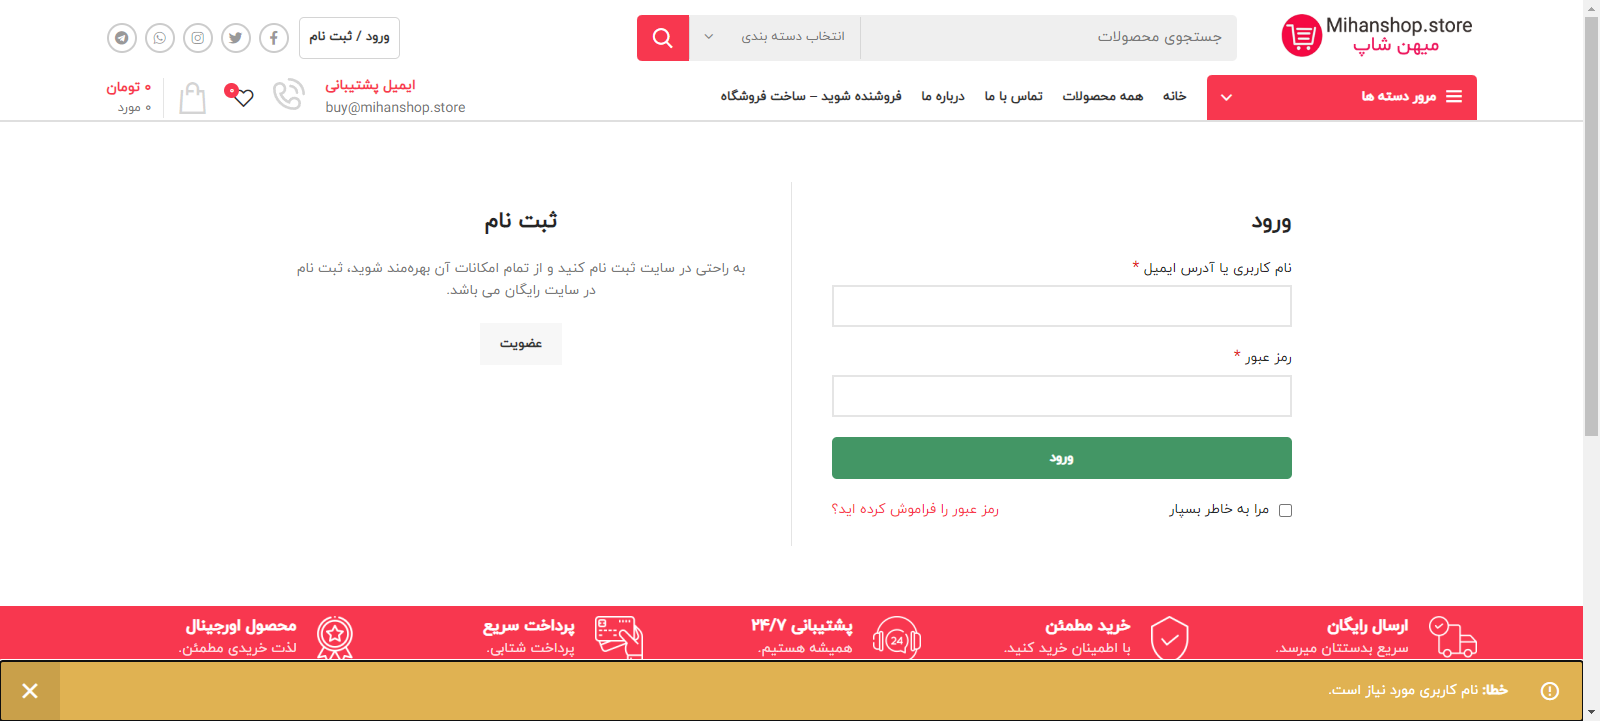 Mihanshop.store
میهن شاپ
جستجوی محصولات
انتخاب دسته بندی
ورود / ثبت نام
مرور دسته ها
خانه
همه محصولات
تماس با ما
درباره ما
فروشنده شوید – ساخت فروشگاه
ایمیل پشتیبانی
buy@mihanshop.store
۰
۰ تومان
۰ مورد
ورود
نام کاربری یا آدرس ایمیل *
رمز عبور *
ورود
مرا به خاطر بسپار
رمز عبور را فراموش کرده اید؟
ثبت نام
به راحتی در سایت ثبت نام کنید و از تمام امکانات آن بهره‌مند شوید، ثبت نام
در سایت رایگان می باشد.
عضویت
ارسال رایگان
سریع بدستتان میرسد.
خرید مطمئن
با اطمینان خرید کنید.
24
پشتیبانی ۲۴/۷
همیشه هستیم.
پرداخت سریع
پرداخت شتابی.
محصول اورجینال
لذت خریدی مطمئن.
خطا: نام کاربری مورد نیاز است.